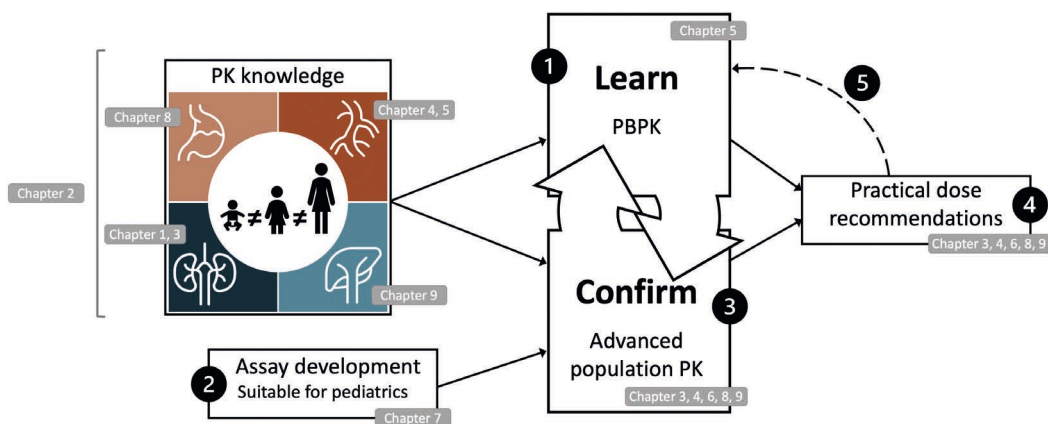 Chapter 2
PK knowledge
Chapter 8
Chapter 4, 5
≠ ≠
Chapter 1, 3
Chapter 9
2
Assay development
Suitable for pediatrics
Chapter 7
Chapter 5
1
Learn
PBPK
Confirm
3
Advanced
population PK
Chapter 3, 4, 6, 8, 9
5
Practical dose
recommendations
4
Chapter 3, 4, 6, 8, 9